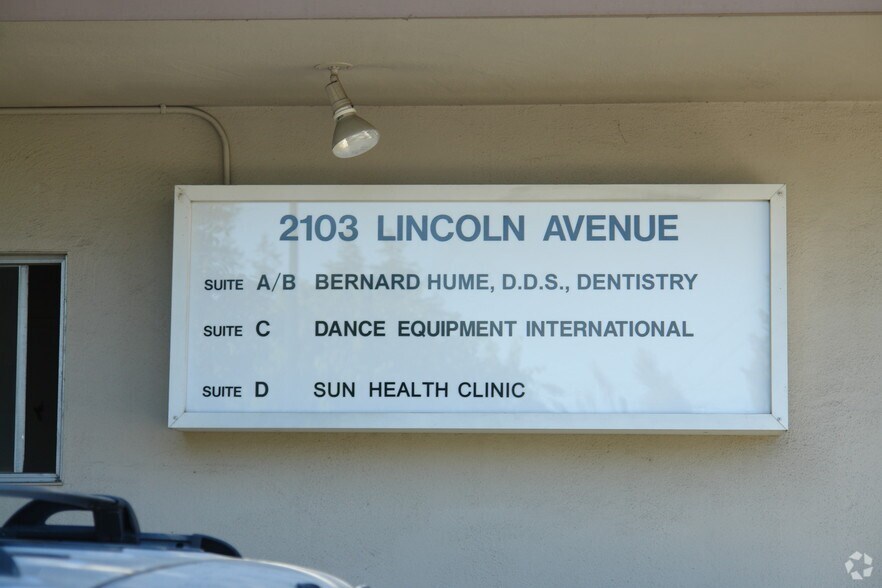 2103 LINCOLN AVENUE
SUITE A/B BERNARD HUME, D.D.S., DENTISTRY
SUITE C DANCE EQUIPMENT INTERNATIONAL
SUITE D SUN HEALTH CLINIC